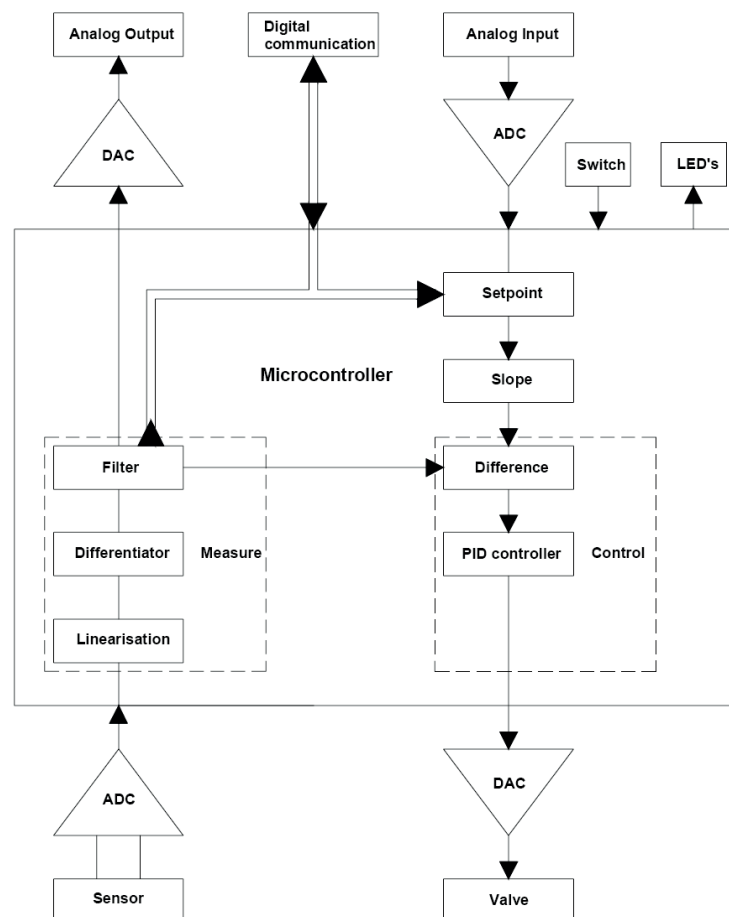 Analog Output
Digital
communication
Analog Input
DAC
ADC
Switch
LED's
Setpoint
Microcontroller
Slope
Filter
Difference
Differentiator
Measure
PID controller
Control
Linearisation
ADC
DAC
Sensor
Valve